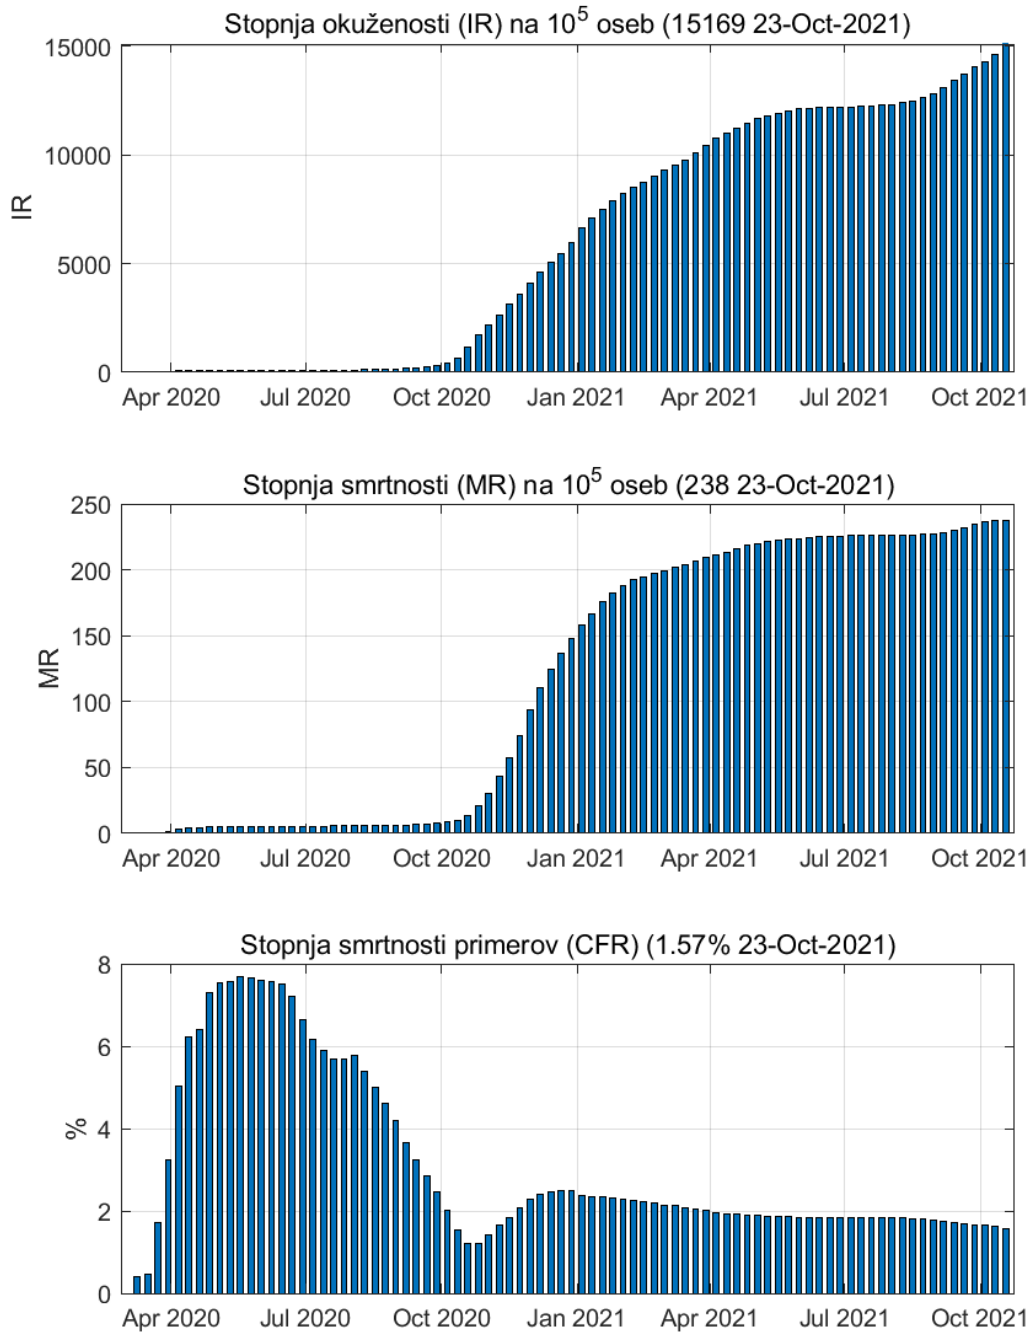 Stopnja okuženosti (IR) na 10^5 oseb (15169 23-Oct-2021)
15000
10000
5000
0
IR
Apr 2020 Jul 2020 Oct 2020 Jan 2021 Apr 2021 Jul 2021 Oct 2021
Stopnja smrtnosti (MR) na 10^5 oseb (238 23-Oct-2021)
250
200
150
100
50
0
MR
Apr 2020 Jul 2020 Oct 2020 Jan 2021 Apr 2021 Jul 2021 Oct 2021
Stopnja smrtnosti primerov (CFR) (1.57% 23-Oct-2021)
8
6
4
2
0
%
Apr 2020 Jul 2020 Oct 2020 Jan 2021 Apr 2021 Jul 2021 Oct 2021